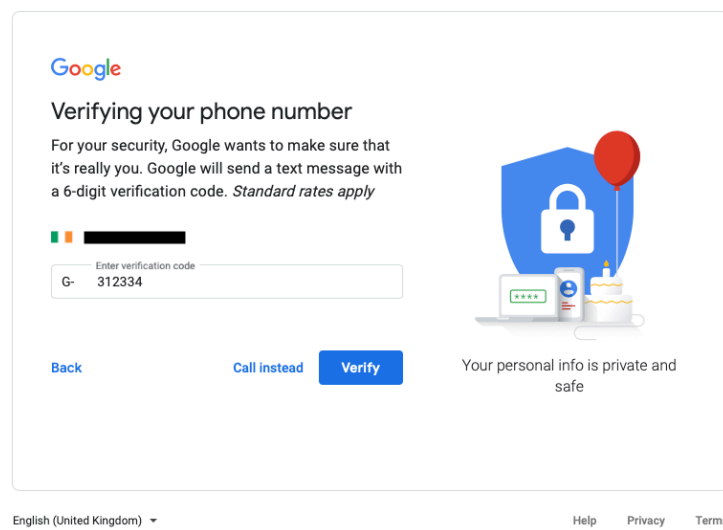 Google
Verifying your phone number
For your security, Google wants to make sure that
it's really you. Google will send a text message with
a 6-digit verification code. Standard rates apply
Enter verification code
G- 312334
Back
Call instead
Verify
****
Your personal info is private and
safe
English (United Kingdom)
Help
Privacy
Term